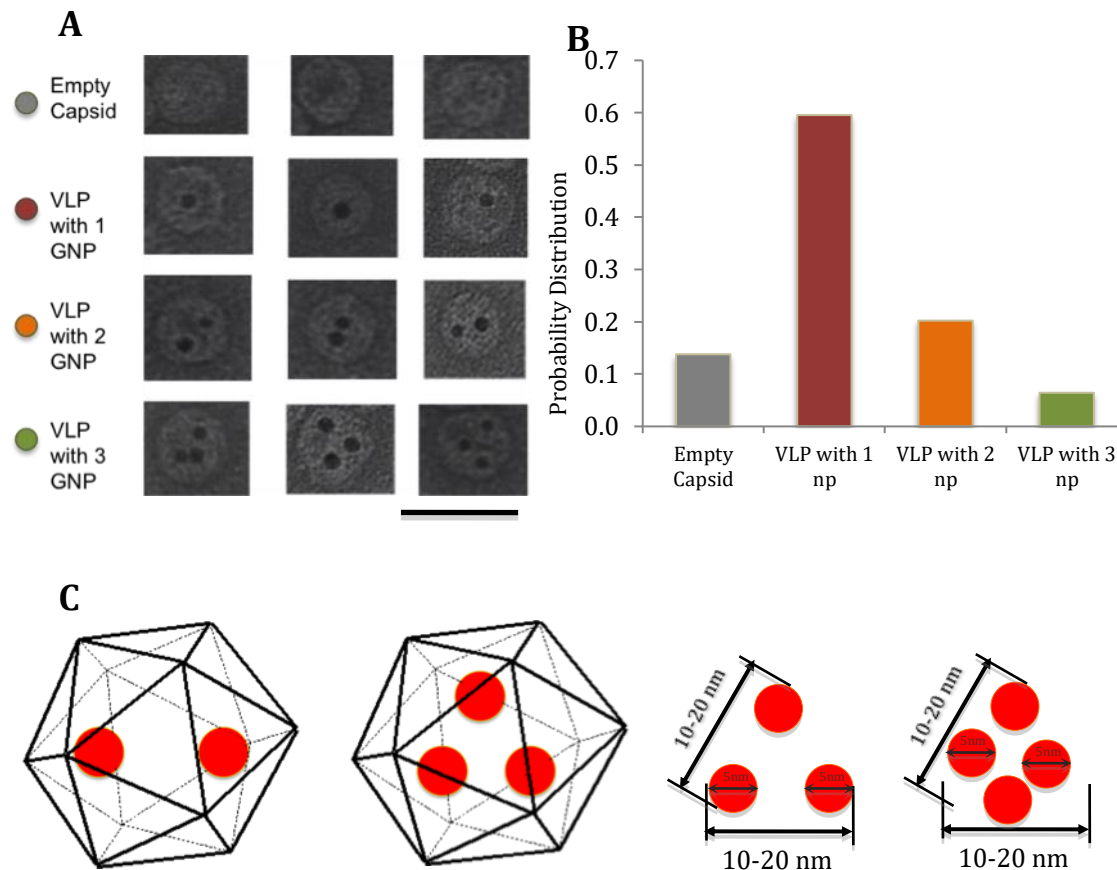 A
Empty
Capsid
VLP
with 1
GNP
VLP
with 2
GNP
VLP
with 3
GNP
B
Probability Distribution
0.7
0.6
0.5
0.4
0.3
0.2
0.1
0.0
Empty
Capsid
VLP with 1
np
VLP with 2
np
VLP with 3
np
C
10-20 nm
5nm
5nm
10-20 nm
10-20 nm
5nm
5nm
10-20 nm